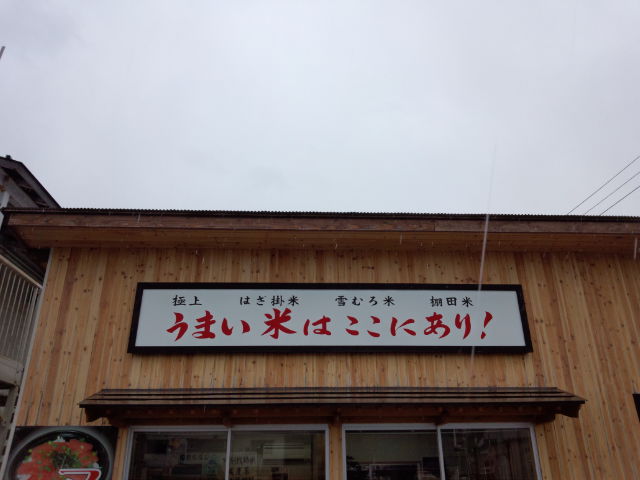 極上 はざ掛米 雪むろ米 棚田米
うまい米はここにあり!